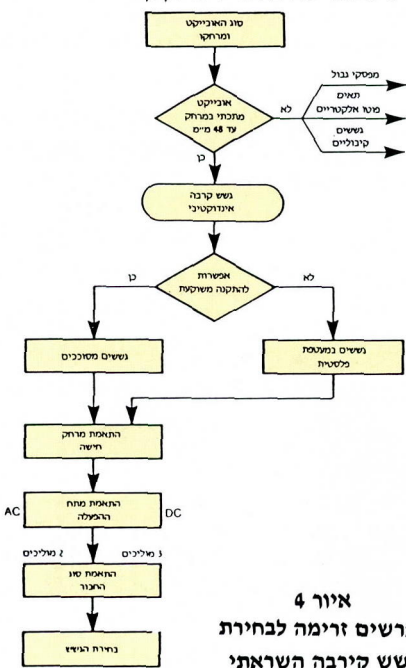 סוג האובייקט
ומרחקו
אובייקט
מתכתי במרחק
עד 48 מ״מ
לא
מפסקי גבול
תאים
פוטו אלקטריים
גששים
קיבוליים
כן
גשש קרבה
אינדוקטיבי
אפשרות
להתקנה משוקעת
כן
לא
גששים מסוככים
גששים במעטפת
פלסטית
התאמת מרחק
חישה
AC
התאמת מתח
ההפעלה
DC
2 מוליכים
3 מוליכים
התאמת סוג
החבור
בחירת הגשש
איור 4
תרשים זרימה לבחירת
גשש קירבה השראתי